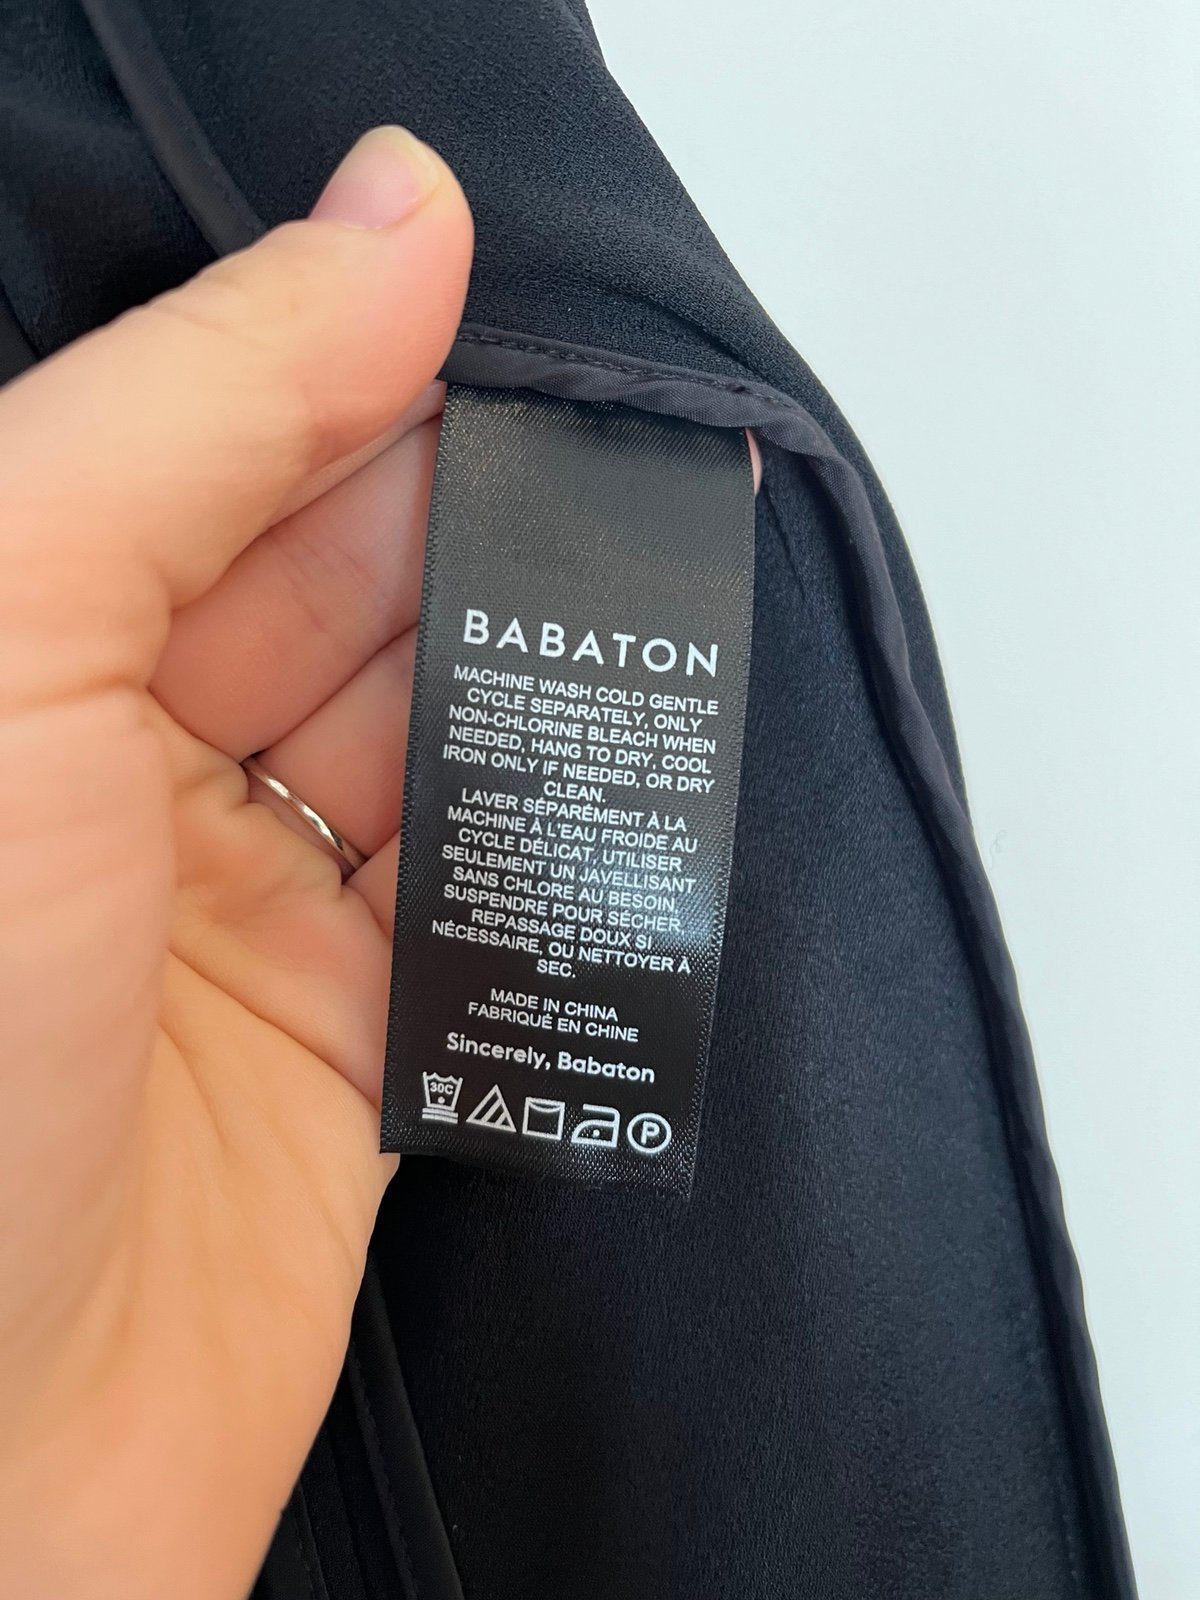 BABATON
MACHINE WASH COLD GENTLE
CYCLE SEPARATELY, ONLY
NON-CHLORINE BLEACH WHEN
NEEDED, HANG TO DRY, COOL
IRON ONLY IF NEEDED, OR DRY
CLEAN.
LAVER SÉPARÉMENT À LA
MACHINE À L'EAU FROIDE AU
CYCLE DÉLICAT, UTILISER
SEULEMENT UN JAVELLISANT
SANS CHLORE AU BESOIN,
SUSPENDRE POUR SÉCHER,
REPASSAGE DOUX SI
NÉCESSAIRE, OU NETTOYER À
SEC.
MADE IN CHINA
FABRIQUÉ EN CHINE
Sincerely, Babaton
30C P